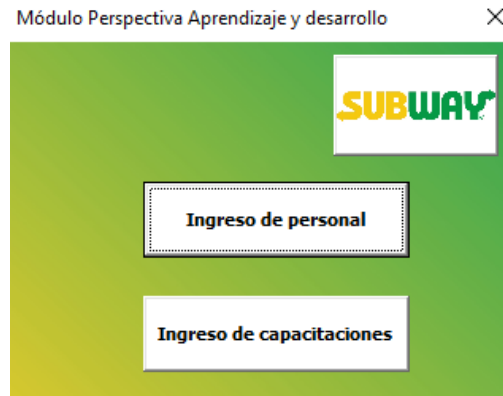 Módulo Perspectiva Aprendizaje y desarrollo
SUBWAY
Ingreso de personal
Ingreso de capacitaciones